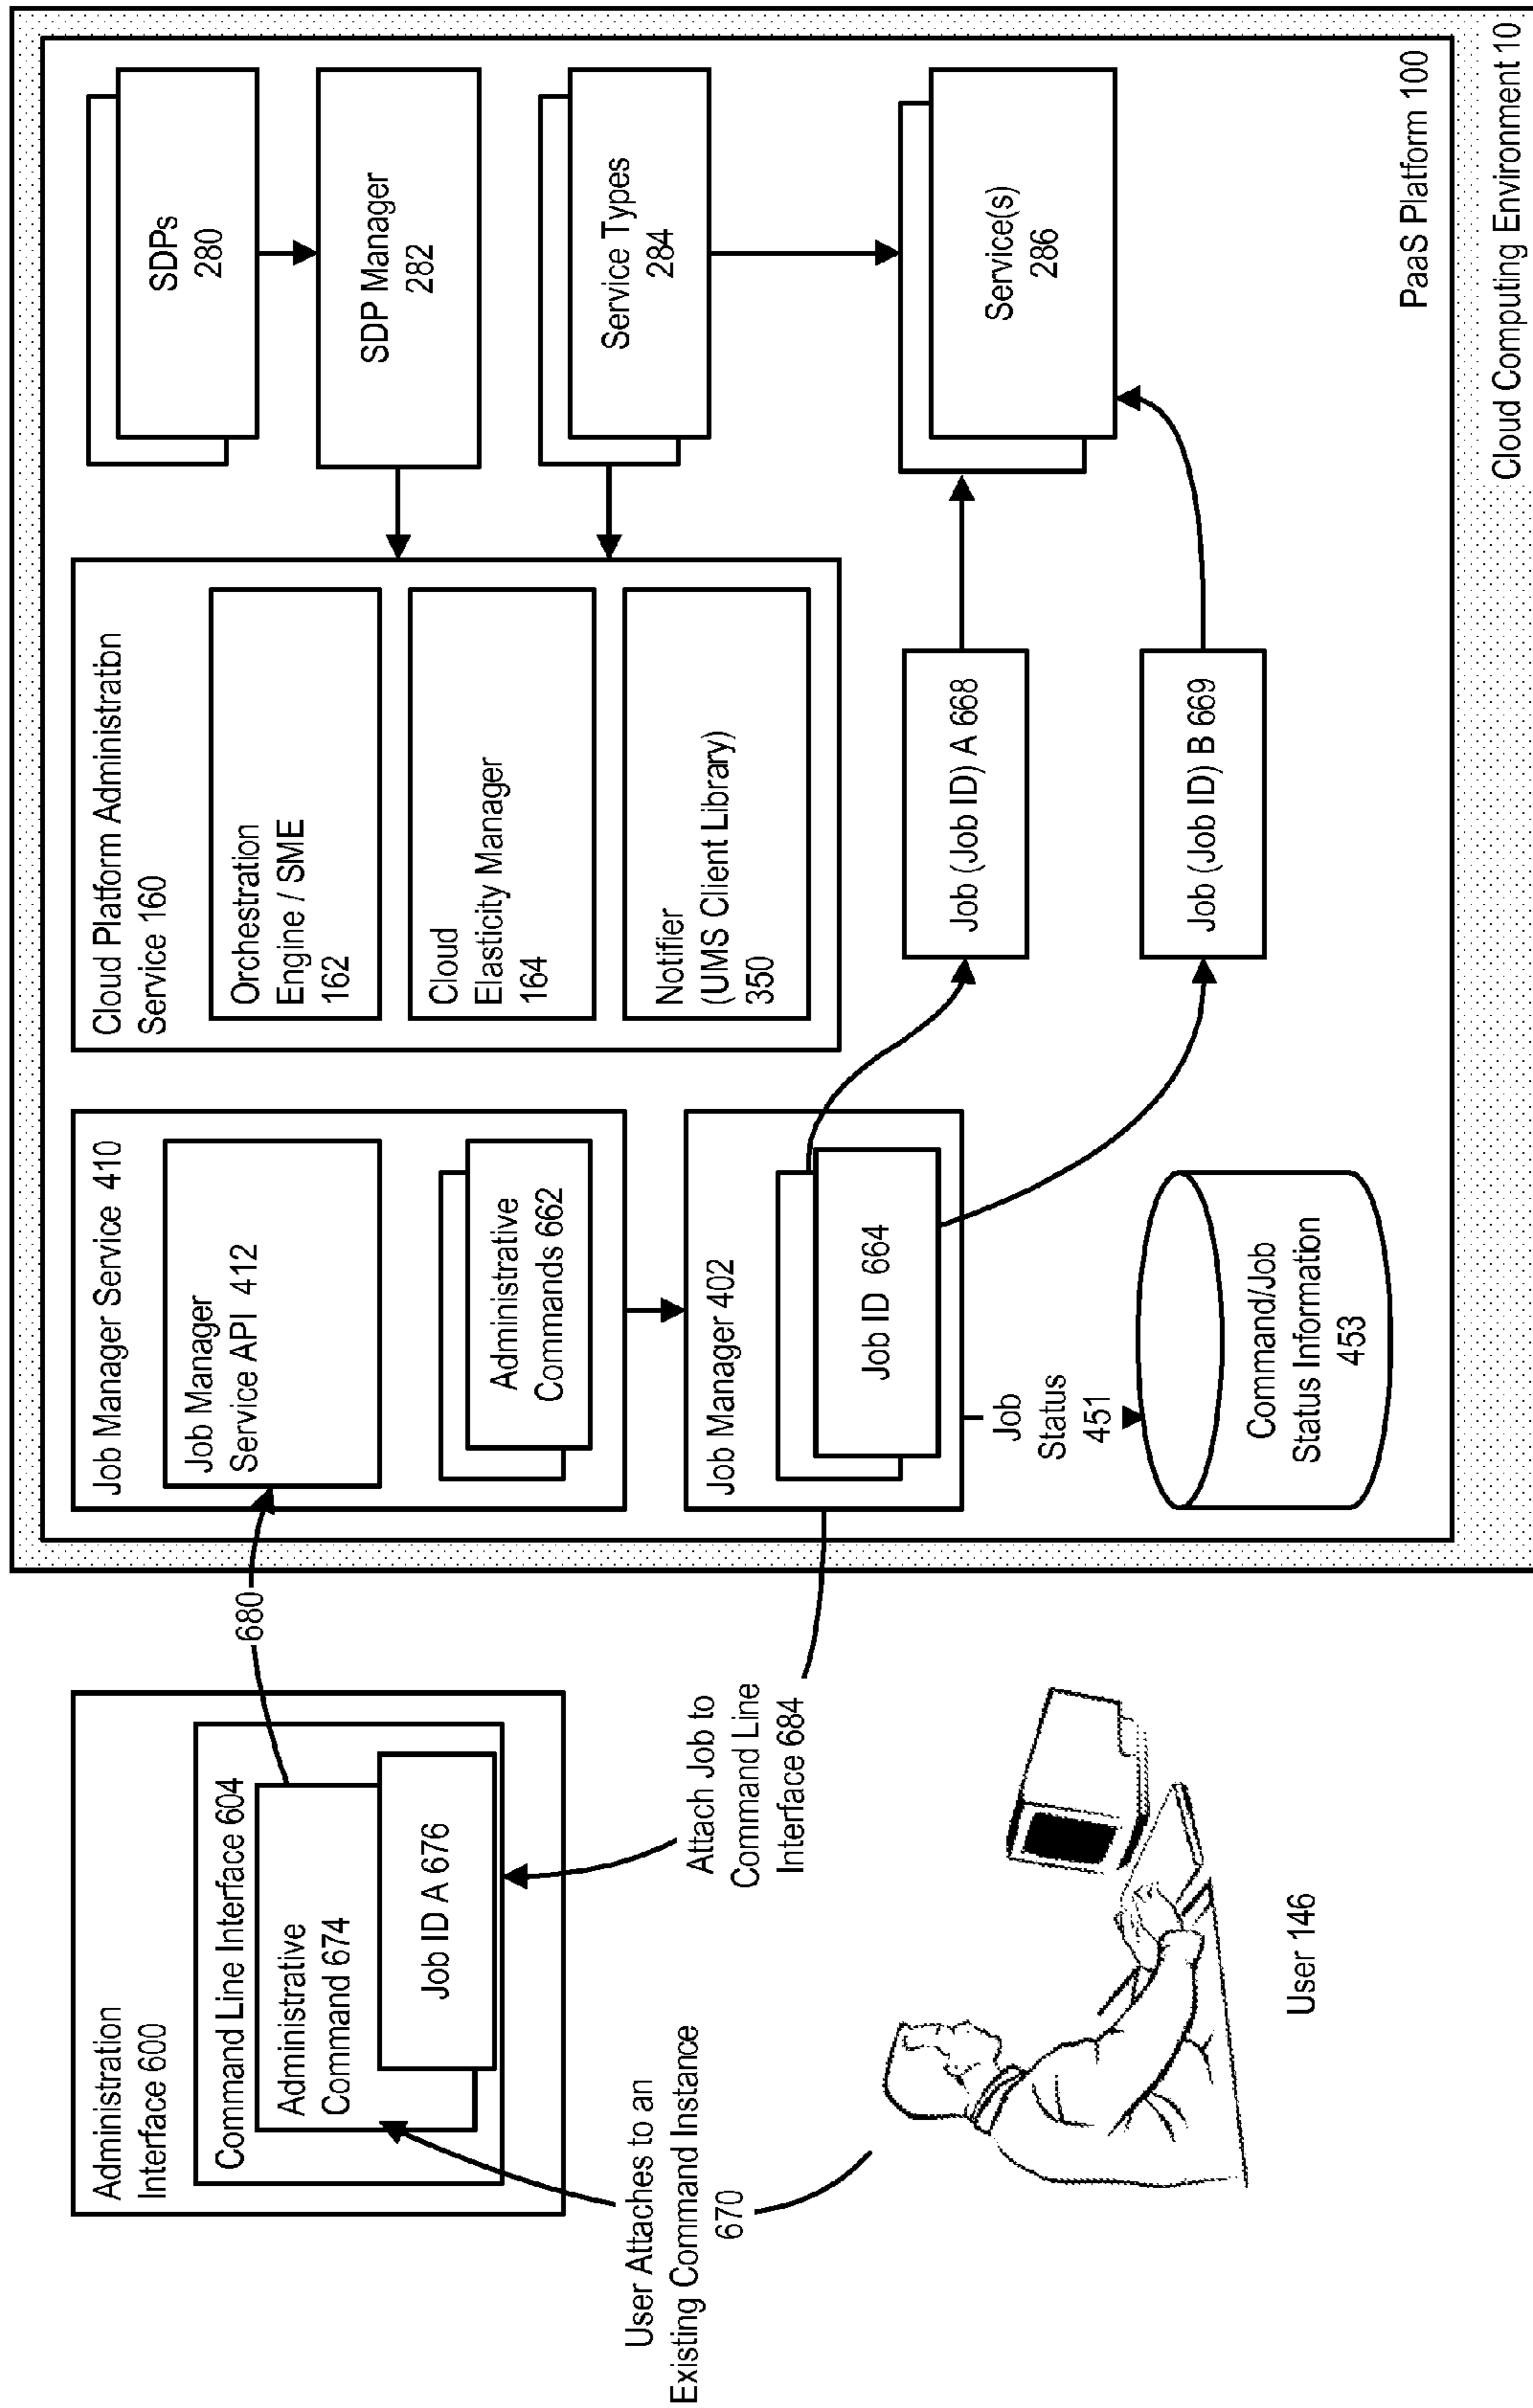 Administration
Interface 600
Command Line Interface 604
Administrative
Command 674
Job ID A 676
User Attaches to an
Existing Command Instance
670
Attach Job to
Command Line
Interface 684
User 146
680
Job Manager Service 410
Job Manager
Service API 412
Administrative
Commands 662
Job Manager 402
Job ID 664
Job
Status
451
Command/Job
Status Information
453
Cloud Platform Administration
Service 160
Orchestration
Engine / SME
162
Cloud
Elasticity Manager
164
Notifier
(UMS Client Library)
350
Job (Job ID) A 668
Job (Job ID) B 669
SDPs
280
SDP Manager
282
Service Types
284
Service(s)
286
PaaS Platform 100
Cloud Computing Environment 10